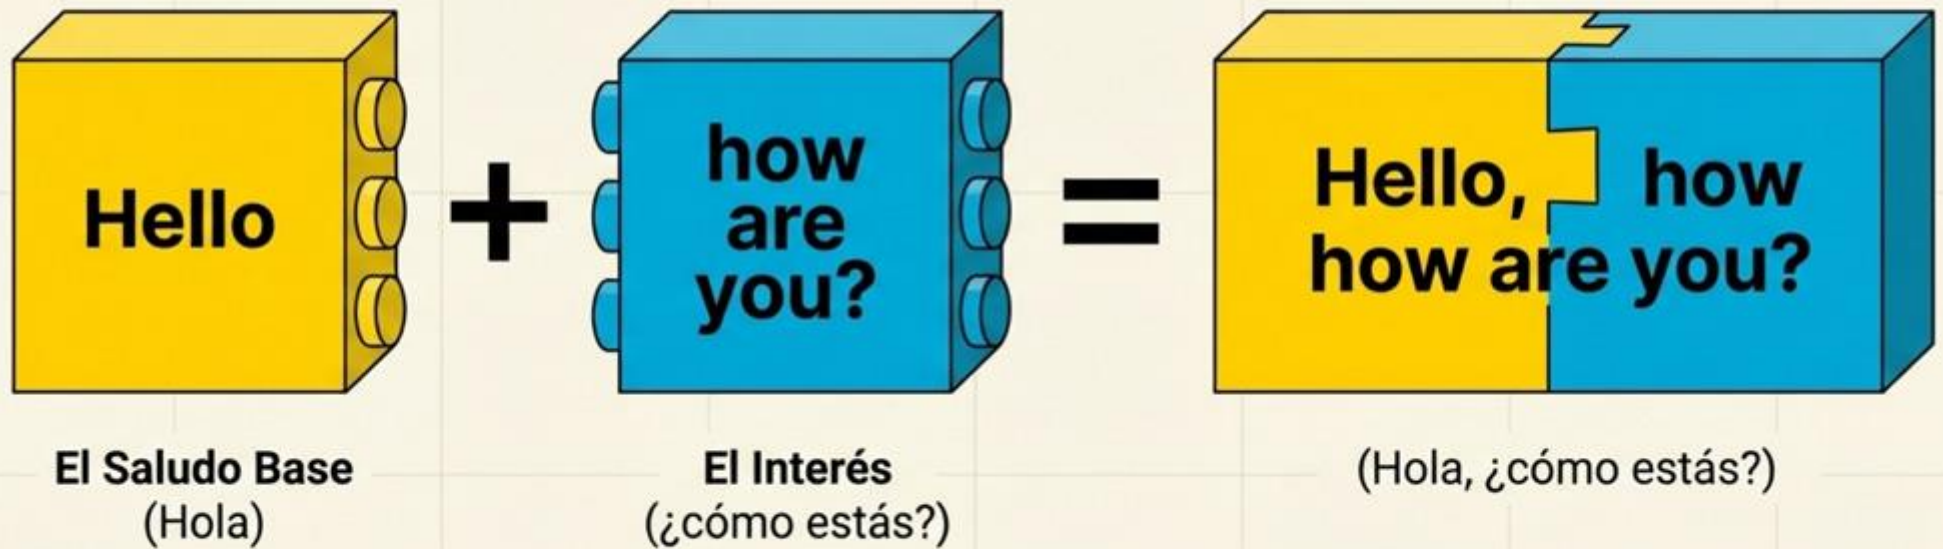 Hello
+
how
are
you?
=
Hello, how
how are you?
El Saludo Base
(Hola)
El Interés
(¿cómo estás?)
(Hola, ¿cómo estás?)